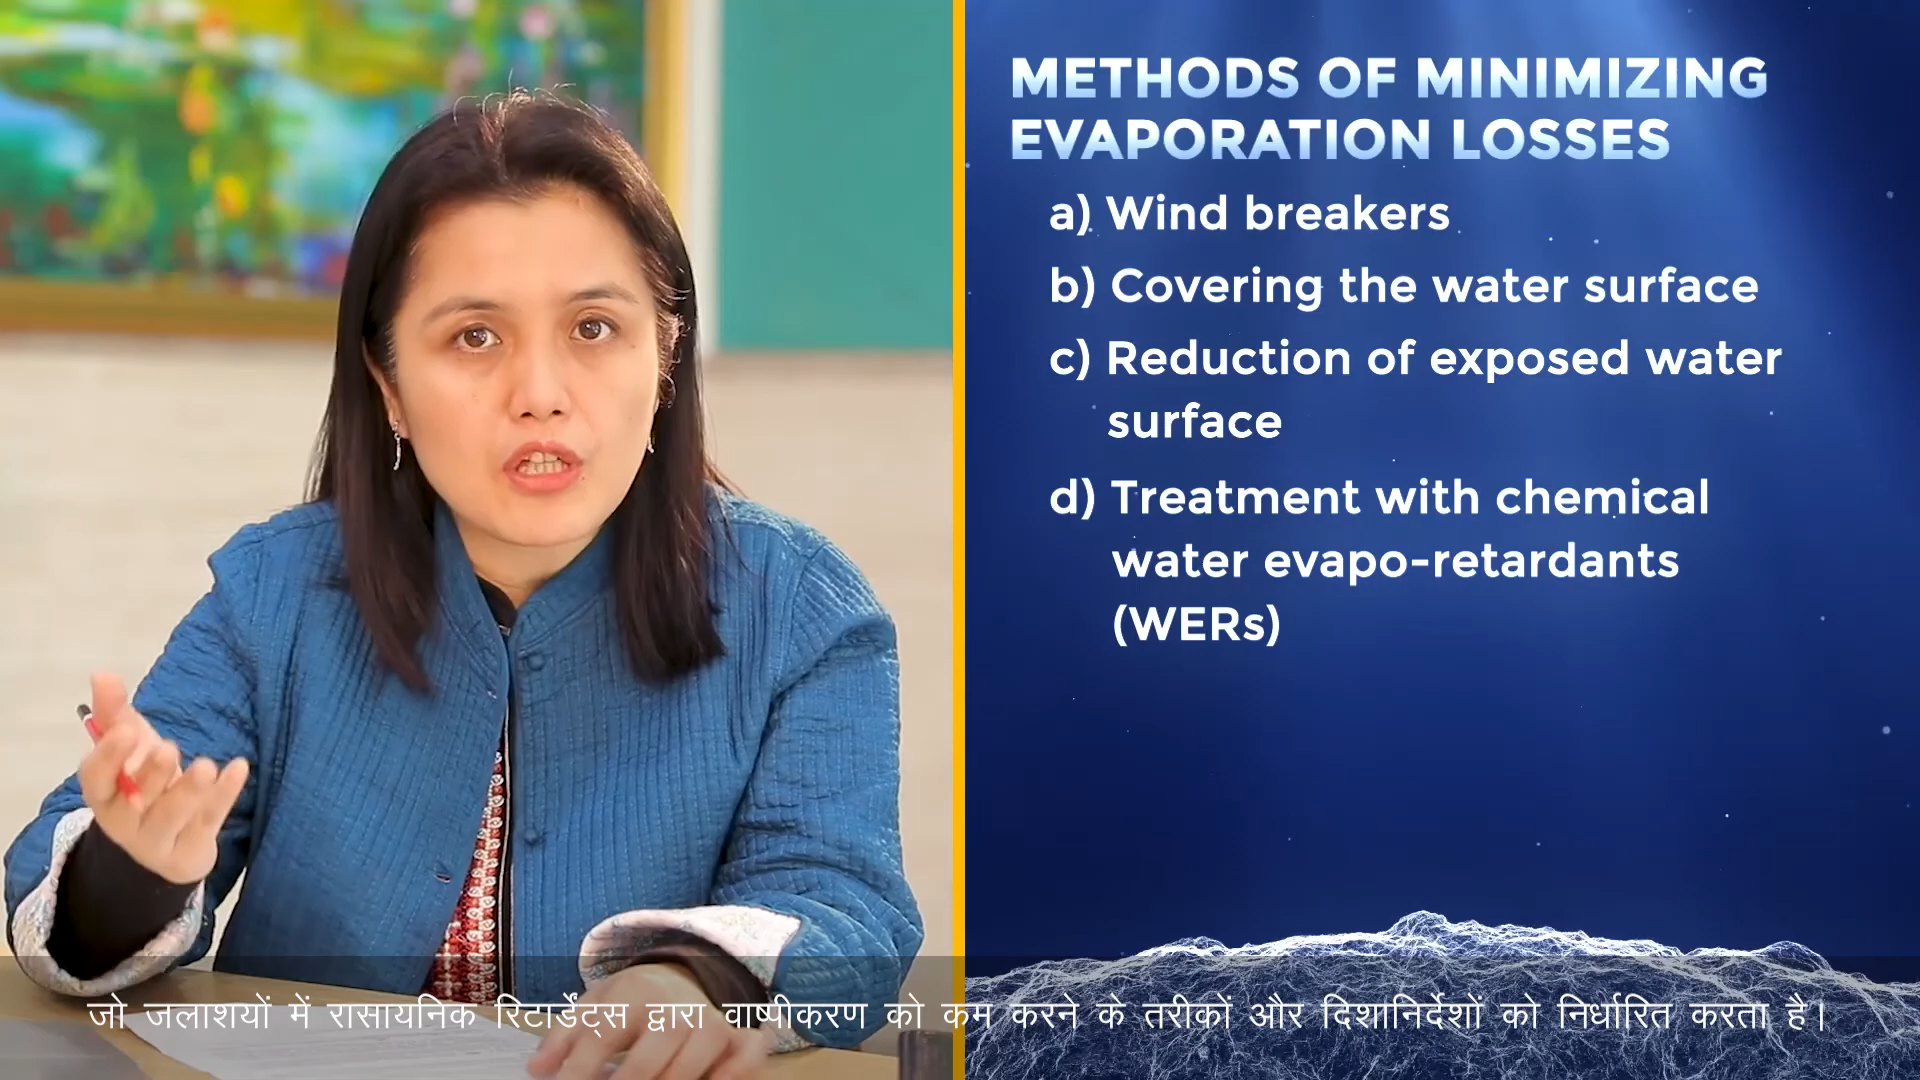 METHODS OF MINIMIZING
EVAPORATION LOSSES
a) Wind breakers
b) Covering the water surface
c) Reduction of exposed water
surface
d) Treatment with chemical
water evapo-retardants
(WERs)
जो जलाशयों में रासायनिक रिटार्डेंट्स द्वारा वाष्पीकरण को कम करने के तरीकों और दिशानिर्देशों को निर्धारित करता है।